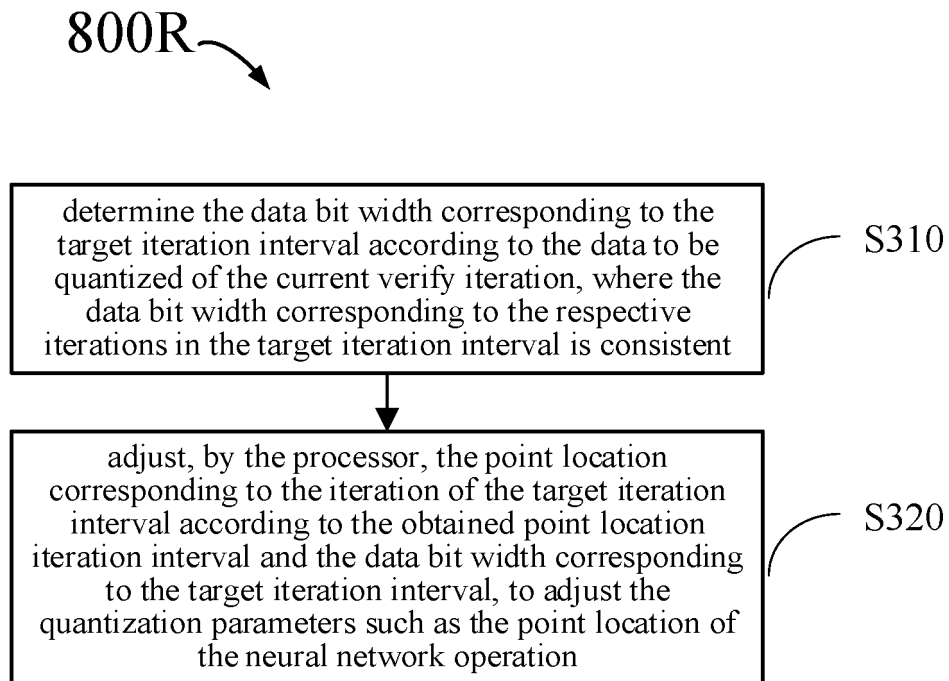 800R
determine the data bit width corresponding to the
target iteration interval according to the data to be
quantized of the current verify iteration, where the
data bit width corresponding to the respective
iterations in the target iteration interval is consistent
S310
adjust, by the processor, the point location
corresponding to the iteration of the target iteration
interval according to the obtained point location
iteration interval and the data bit width corresponding
to the target iteration interval, to adjust the
quantization parameters such as the point location of
the neural network operation
S320